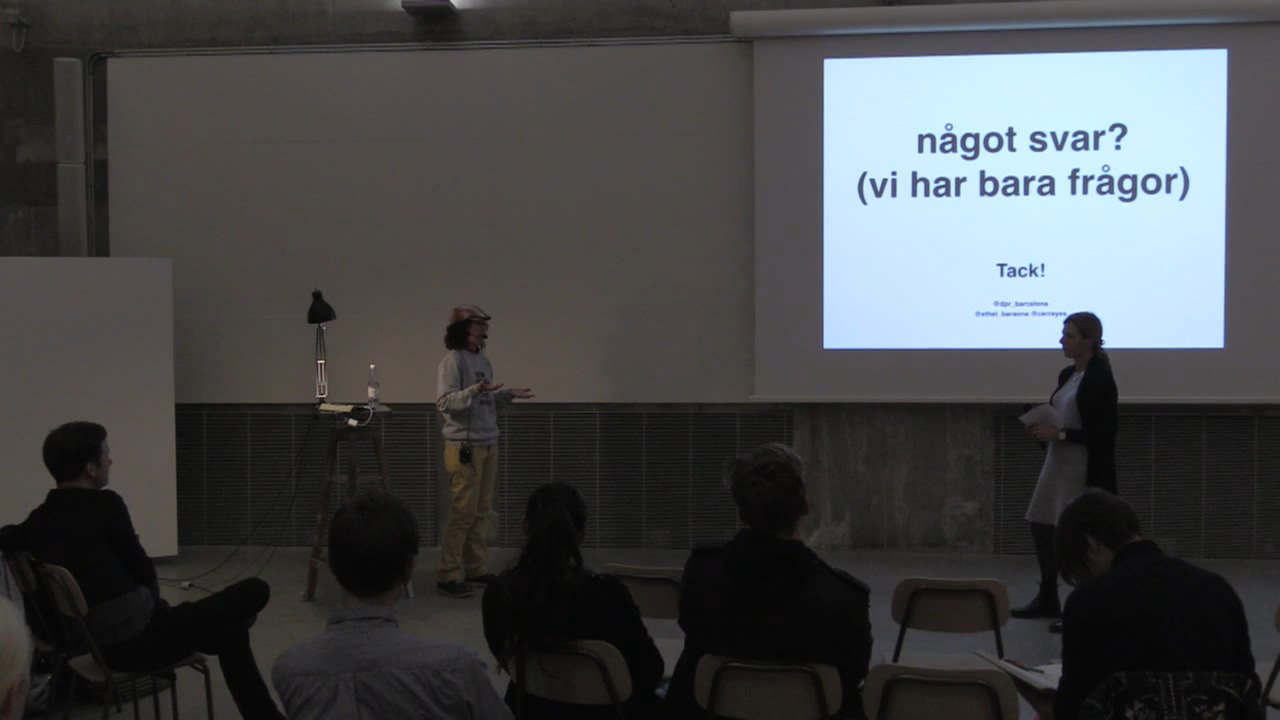 något svar?
(vi har bara frågor)
Tack!
@dpr_barcelona
@ethel_baraona @cerreyes